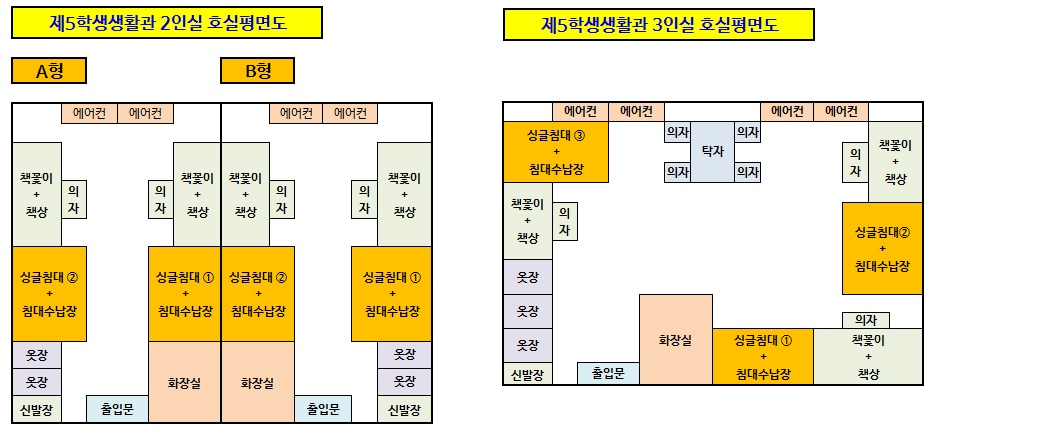 제5학생생활관 2인실 호실평면도
A형
B형
에어컨 에어컨 에어컨 에어컨
책꽂이
+
책상
의
자
의
자
책꽂이
+
책상
책꽂이
+
책상
의
자
의
자
책꽂이
+
책상
싱글침대 ②
+
침대수납장
싱글침대 ①
+
침대수납장
싱글침대 ②
+
침대수납장
싱글침대 ①
+
침대수납장
옷장
옷장
신발장
출입문
화장실
화장실
출입문
옷장
옷장
신발장
제5학생생활관 3인실 호실평면도
에어컨 에어컨 에어컨 에어컨
싱글침대 ③
+
침대수납장
의자
의자
탁자
의자
의자
의
자
책꽂이
+
책상
책꽂이
+
책상
의
자
싱글침대②
+
침대수납장
옷장
옷장
옷장
신발장
출입문
화장실
싱글침대 ①
+
침대수납장
의자
책꽂이
+
책상